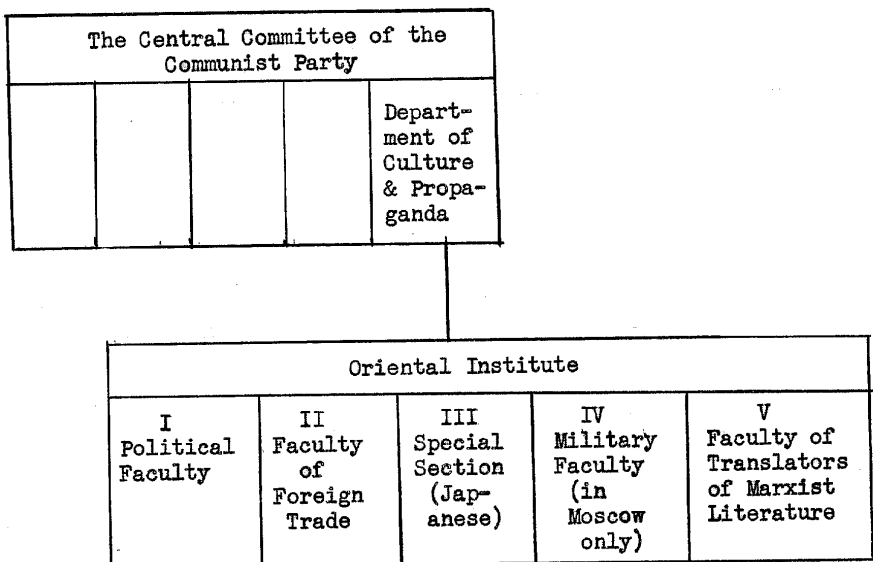 The Central Committee of the
Communist Party
Depart-
ment of
Culture
& Propa-
ganda
Oriental Institute
I
Political
Faculty
II
Faculty
of
Foreign
Trade
III
Special
Section
(Jap-
anese)
IV
Military
Faculty
(in
Moscow
only)
V
Faculty of
Translators
of Marxist
Literature